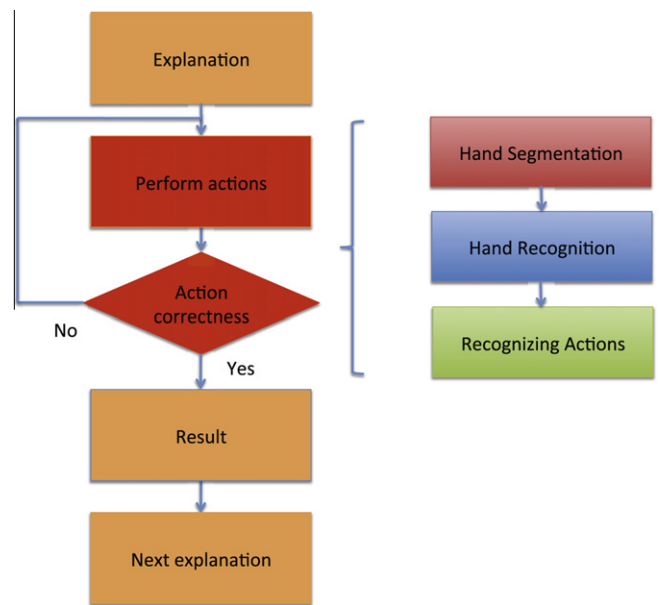 Explanation
Perform actions
Action
correctness
No
Yes
Result
Next explanation
Hand Segmentation
Hand Recognition
Recognizing Actions